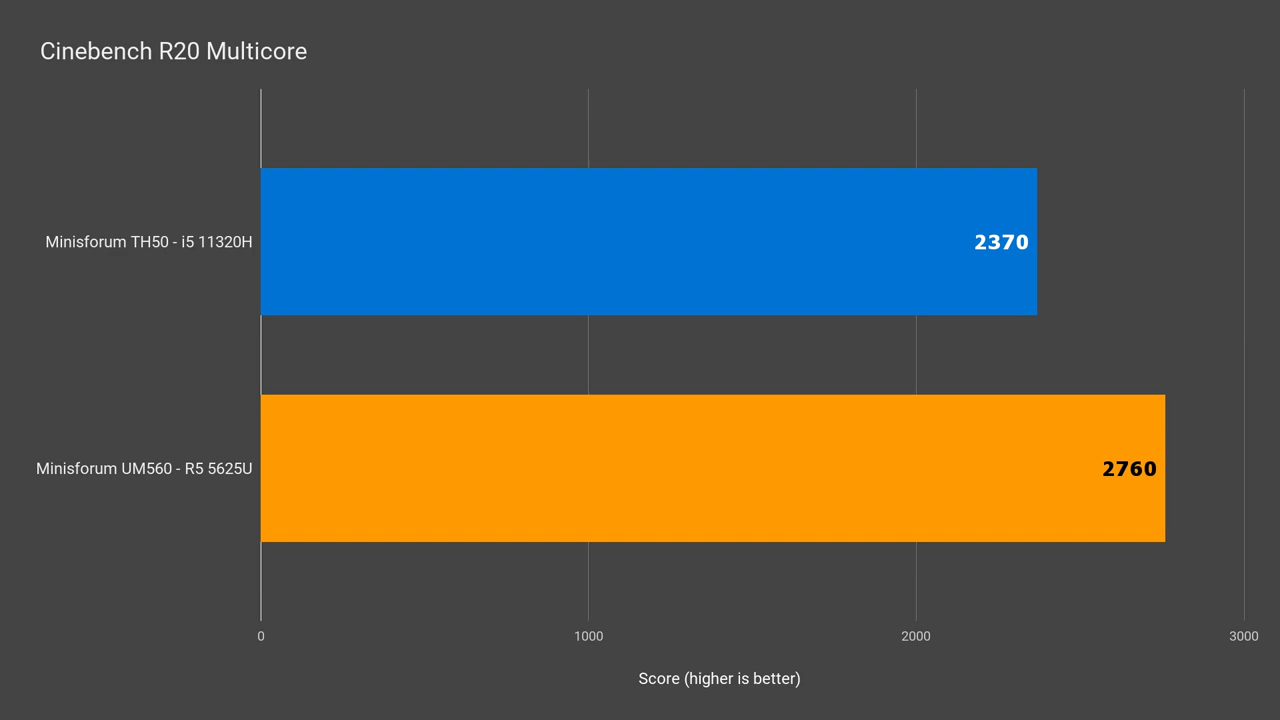 Cinebench R20 Multicore
Minisforum TH50 - i5 11320H
2370
Minisforum UM560 - R5 5625U
2760
0 1000 2000 3000
Score (higher is better)